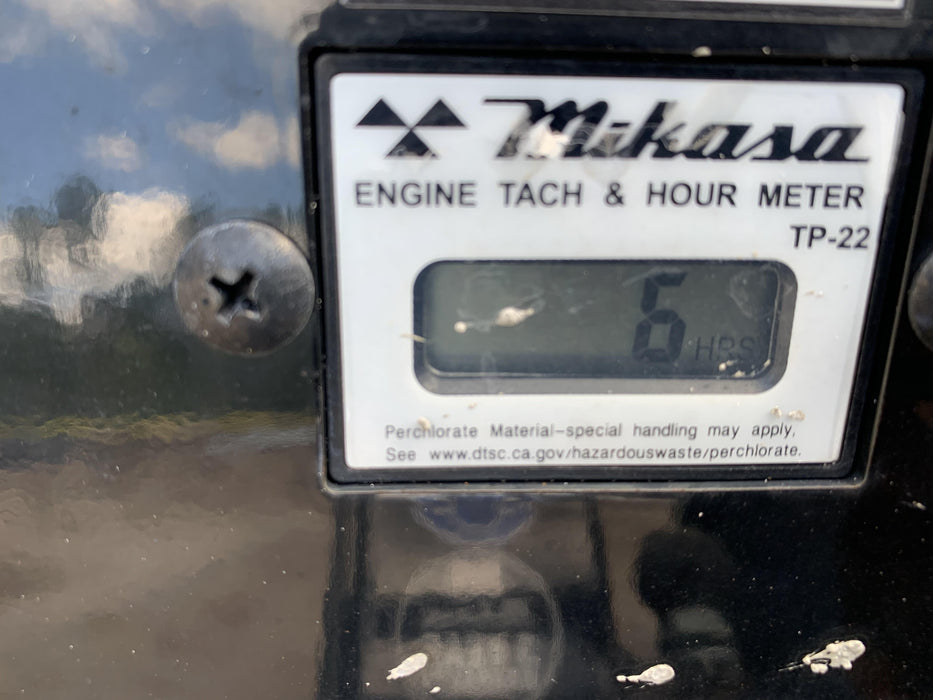 Mikasa
ENGINE TACH & HOUR METER
TP-22
6 HRS
Perchlorate Material-special handling may apply,
See www.dtsc.ca.gov/hazardouswaste/perchlorate.